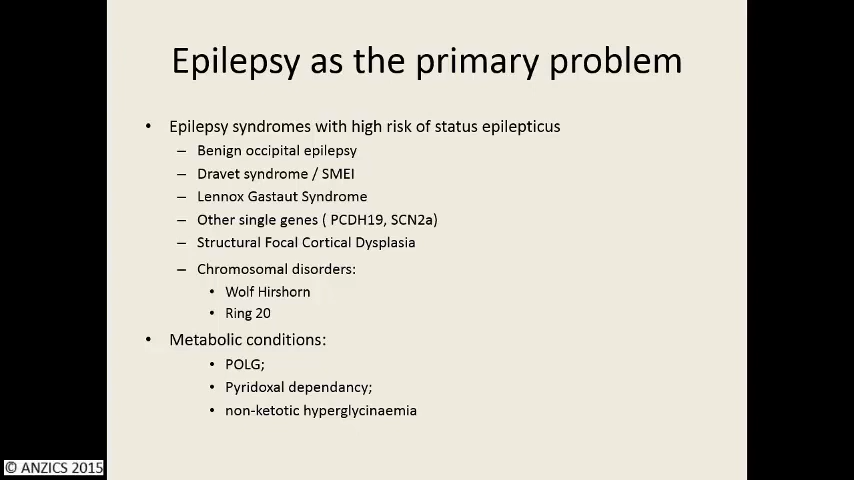 Epilepsy as the primary problem
• Epilepsy syndromes with high risk of status epilepticus
– Benign occipital epilepsy
– Dravet syndrome / SMEI
– Lennox Gastaut Syndrome
– Other single genes ( PCDH19, SCN2a)
– Structural Focal Cortical Dysplasia
– Chromosomal disorders:
• Wolf Hirshorn
• Ring 20
• Metabolic conditions:
• POLG;
• Pyridoxal dependancy;
• non-ketotic hyperglycinaemia
© ANZICS 2015